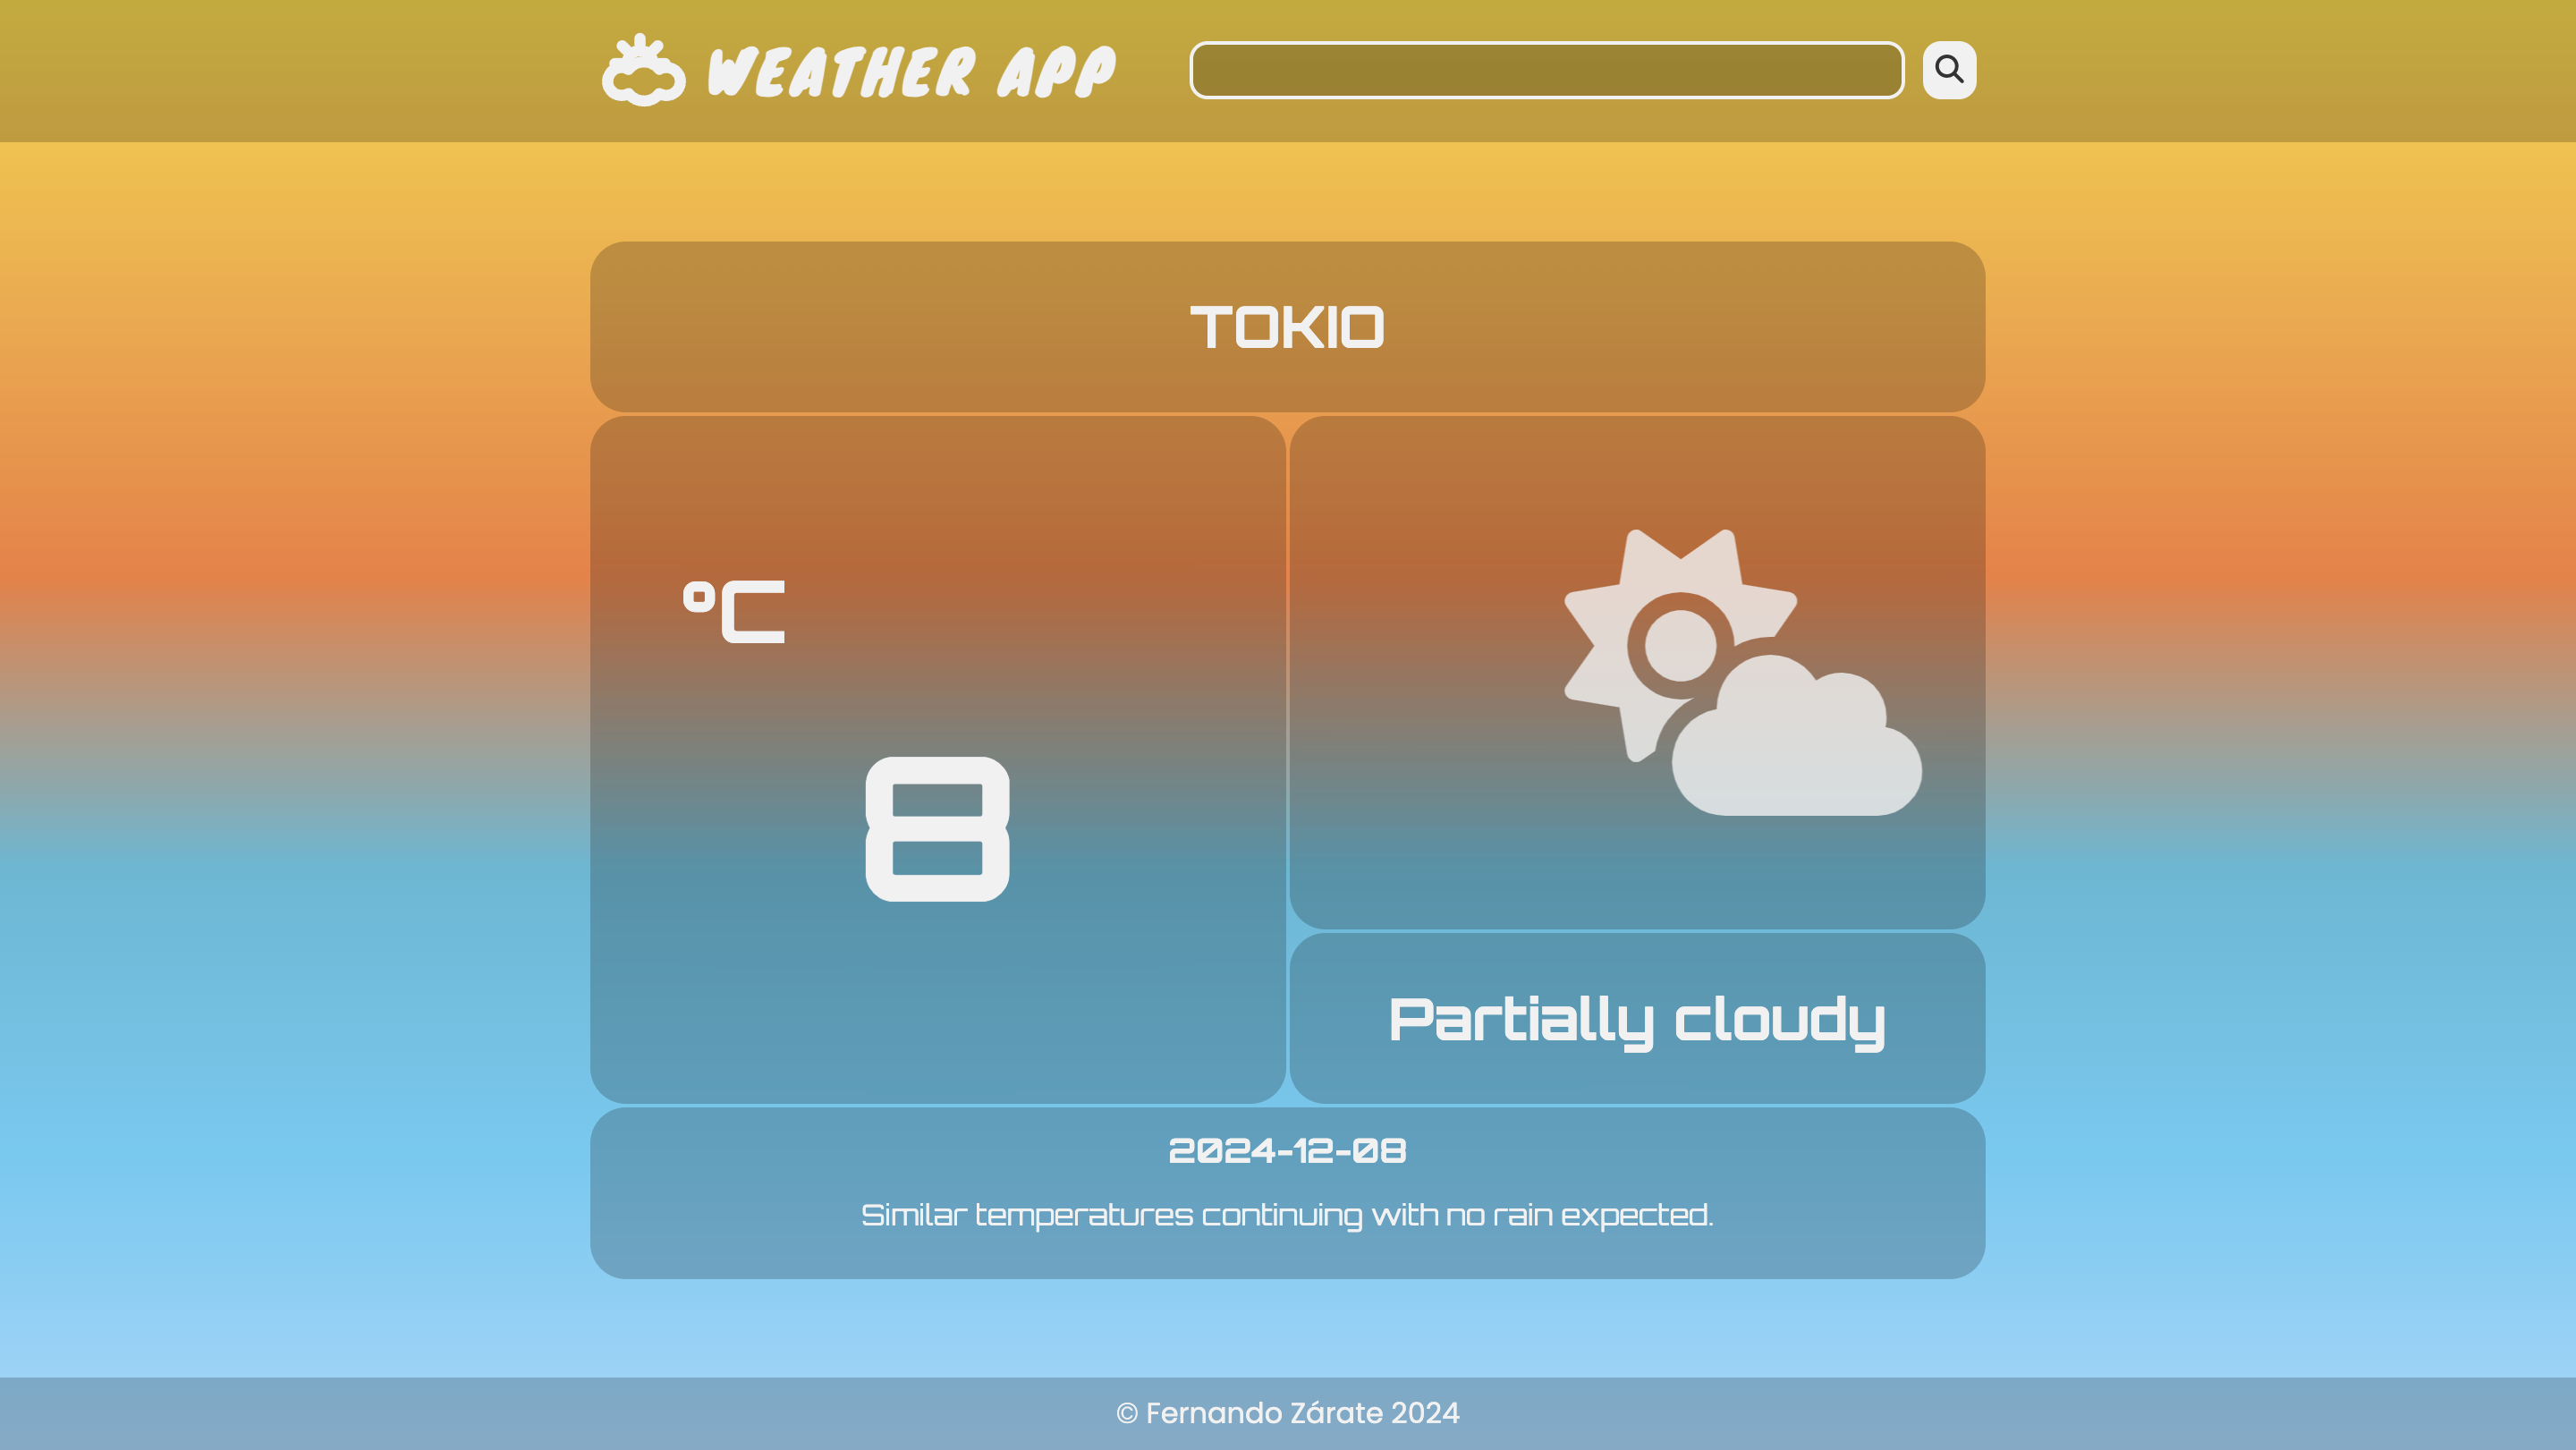 WEATHER APP
TOKIO
°C
8
Partially cloudy
2024-12-08
Similar temperatures continuing with no rain expected.
© Fernando Zárate 2024